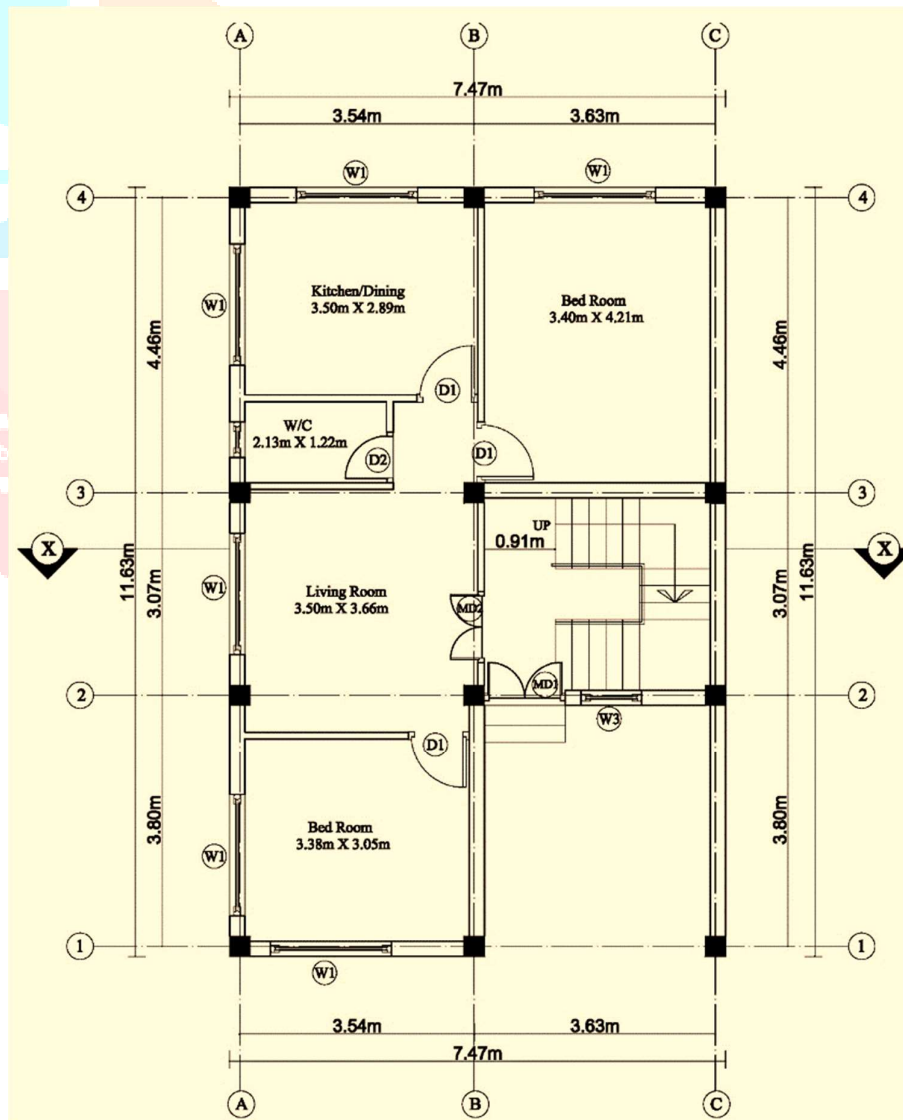 A B C
7.47m
3.54m 3.63m
W1 W1
4 4
Kitchen/Dining
3.50m X 2.89m
Bed Room
3.40m X 4.21m
W1
4.46m 4.46m
D1
W/C
2.13m X 1.22m
D2 D1
3 3
UP
0.91m
X X
11.63m 3.07m 3.07m 11.63m
W1
Living Room
3.50m X 3.66m
MD2
MD1
2 2
W3
D1
3.80m 3.80m
Bed Room
3.38m X 3.05m
W1
1 1
W1
3.54m 3.63m
7.47m
A B C